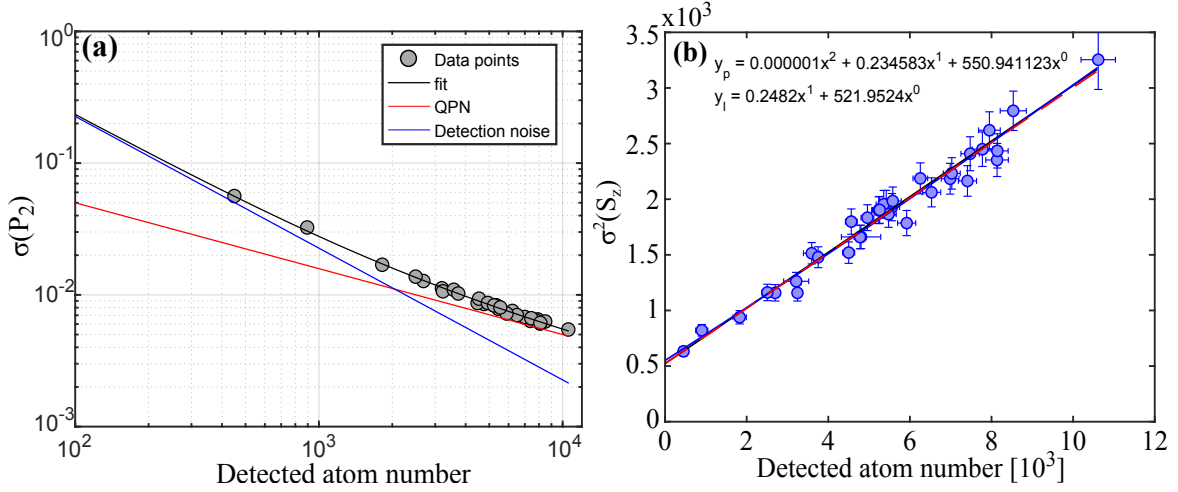 (a)
10^0
10^-1
10^-2
10^-3
σ(P_2)
Data points
fit
QPN
Detection noise
10^2
10^3
10^4
Detected atom number
(b)
x10^3
3.5
3
2.5
2
1.5
1
0.5
0
σ^2(S_z)
y_p = 0.000001x^2 + 0.234583x^1 + 550.941123x^0
y_l = 0.2482x^1 + 521.9524x^0
0
2
4
6
8
10
12
Detected atom number [10^3]